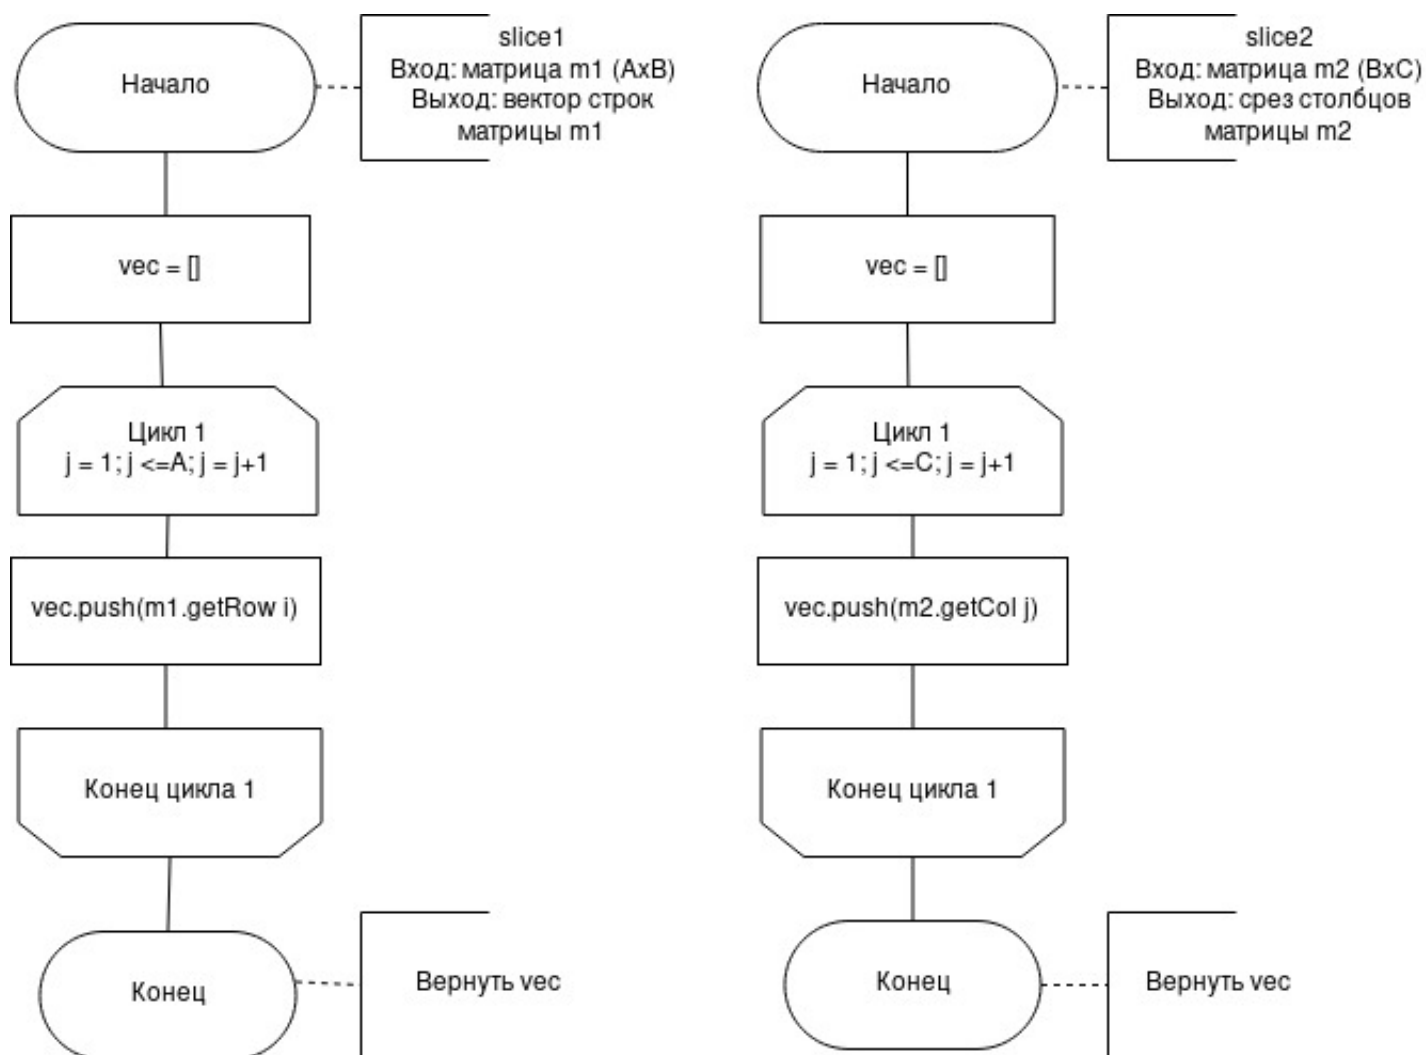 Начало
slice1
Вход: матрица m1 (AxB)
Выход: вектор строк
матрицы m1
vec = []
Цикл 1
j = 1; j <=A; j = j+1
vec.push(m1.getRow i)
Конец цикла 1
Конец
Вернуть vec
Начало
slice2
Вход: матрица m2 (BxC)
Выход: срез столбцов
матрицы m2
vec = []
Цикл 1
j = 1; j <=C; j = j+1
vec.push(m2.getCol j)
Конец цикла 1
Конец
Вернуть vec